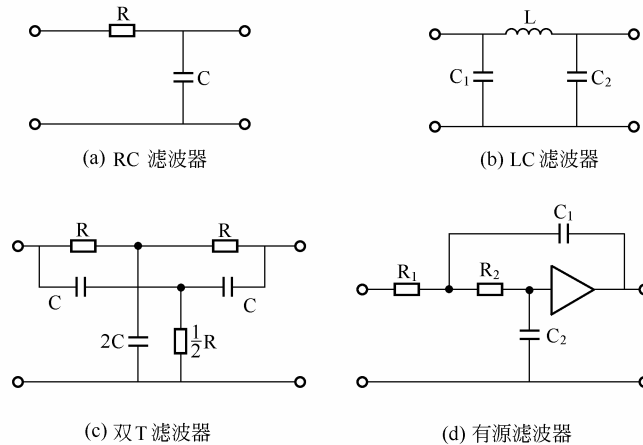 R
C
(a) RC 滤波器
L
C₁
C₂
(b) LC 滤波器
R
R
C
C
2C
½R
(c) 双T 滤波器
C₁
R₁
R₂
C₂
(d) 有源滤波器